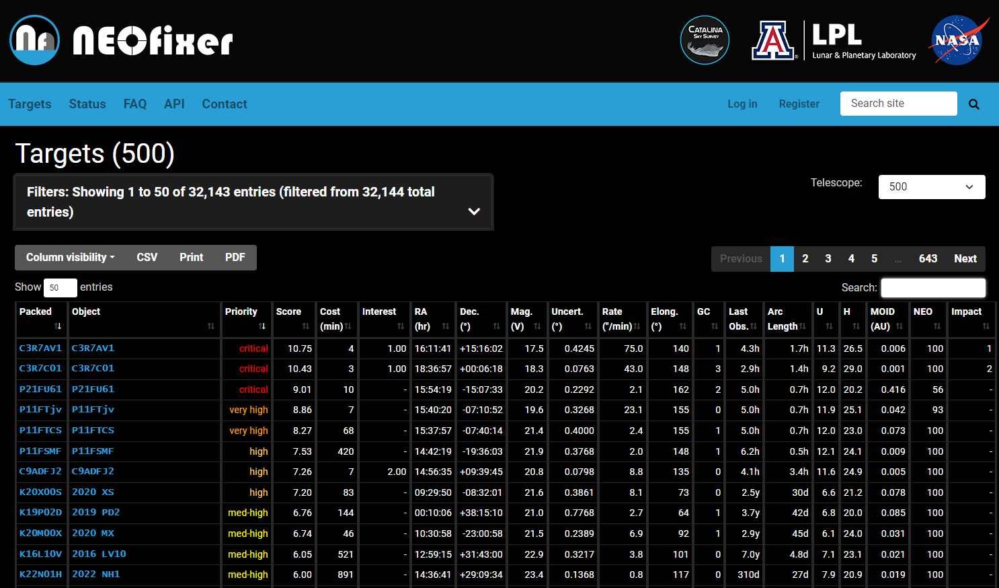 Nf NEOfixer CATALINA SKY SURVEY A LPL Lunar & Planetary Laboratory NASA
Targets Status FAQ API Contact Log in Register Search site
Targets (500)
Filters: Showing 1 to 50 of 32,143 entries (filtered from 32,144 total
entries)
Telescope: 500
Column visibility CSV Print PDF Previous 1 2 3 4 5 ... 643 Next
Show 50 entries Search:
Packed Object Priority Score Cost (min) Interest RA (hr) Dec. (°) Mag. (V) Uncert. (°) Rate ("/min) Elong. (°) GC Last Obs. Arc Length U H MOID (AU) NEO Impact
C3R7AV1 C3R7AV1 critical 10.75 4 1.00 16:11:41 +15:16:02 17.5 0.4245 75.0 140 1 4.3h 1.7h 11.3 26.5 0.006 100 1
C3R7CO1 C3R7CO1 critical 10.43 3 1.00 18:36:57 +00:06:18 18.3 0.0763 43.0 148 3 2.9h 1.4h 9.2 29.0 0.001 100 2
P21FU61 P21FU61 critical 9.01 10 - 15:54:19 -15:07:33 20.2 0.2292 2.1 162 2 5.0h 0.7h 12.0 20.2 0.416 56 -
P11FTjv P11FTjv very high 8.86 7 - 15:40:20 -07:10:52 19.6 0.3268 23.1 155 0 5.0h 0.7h 11.9 25.1 0.042 93 -
P11FTCS P11FTCS very high 8.27 68 - 15:37:57 -07:40:14 21.4 0.4000 2.4 155 1 5.0h 0.7h 12.0 23.0 0.073 100 -
P11FSMF P11FSMF high 7.53 420 - 14:42:19 -19:36:03 21.9 0.3768 2.0 148 1 6.2h 0.5h 12.1 24.1 0.009 100 -
C9ADFJ2 C9ADFJ2 high 7.26 7 2.00 14:56:35 +09:39:45 20.8 0.0798 8.8 135 0 4.1h 3.4h 11.6 24.9 0.005 100 -
K20X00S 2020 XS high 7.20 83 - 09:29:50 -08:32:01 21.6 0.3861 8.1 73 0 2.5y 30d 6.6 21.2 0.078 100 -
K19P02D 2019 PD2 med-high 6.76 144 - 00:10:06 +38:15:10 21.0 0.7768 2.7 64 1 3.7y 42d 6.8 20.0 0.085 100 -
K20M00X 2020 MX med-high 6.74 46 - 10:30:58 -23:00:58 21.5 0.2389 6.9 92 1 2.9y 45d 6.1 24.0 0.031 100 -
K16L10V 2016 LV10 med-high 6.05 521 - 12:59:15 +31:43:00 22.9 0.3217 3.8 101 0 7.0y 4.8d 7.1 23.1 0.021 100 -
K22N01H 2022 NH1 med-high 6.00 891 - 14:36:41 +29:09:34 23.4 0.1368 0.8 117 0 310d 27d 7.9 20.9 0.019 100 -